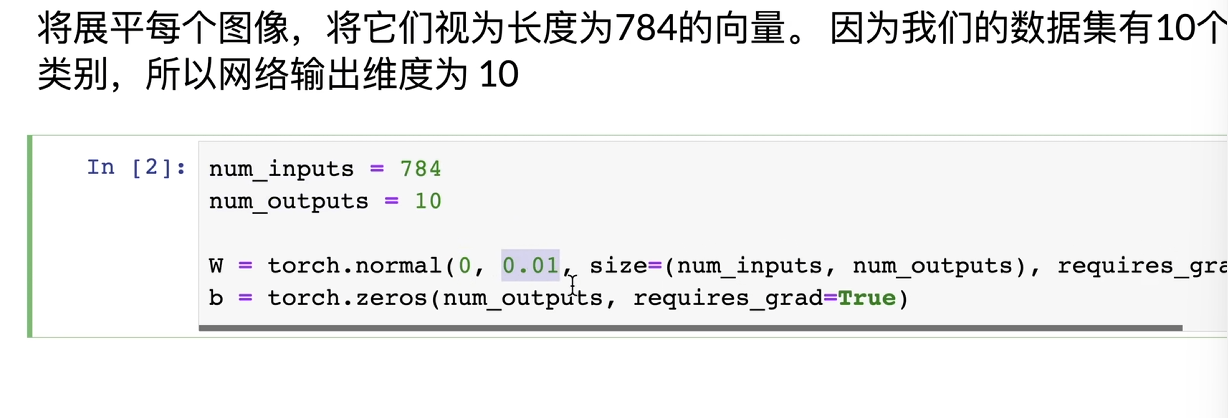 将展平每个图像，将它们视为长度为784的向量。 因为我们的数据集有10个
类别，所以网络输出维度为 10
In [2]:
num_inputs = 784
num_outputs = 10
W = torch.normal(0, 0.01, size=(num_inputs, num_outputs), requires_gra
b = torch.zeros(num_outputs, requires_grad=True)